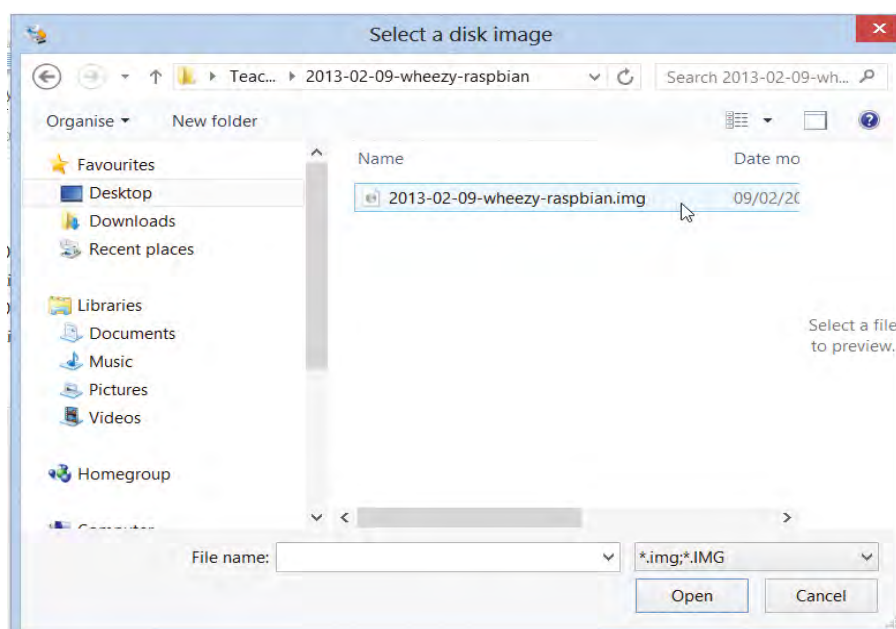 Select a disk image
Teac... 2013-02-09-wheezy-raspbian Search 2013-02-09-wh...
Organise New folder
Favourites
Desktop
Downloads
Recent places
Libraries
Documents
Music
Pictures
Videos
Homegroup
Name Date mo
2013-02-09-wheezy-raspbian.img 09/02/20
Select a file
to preview.
File name: *.img;*.IMG
Open Cancel